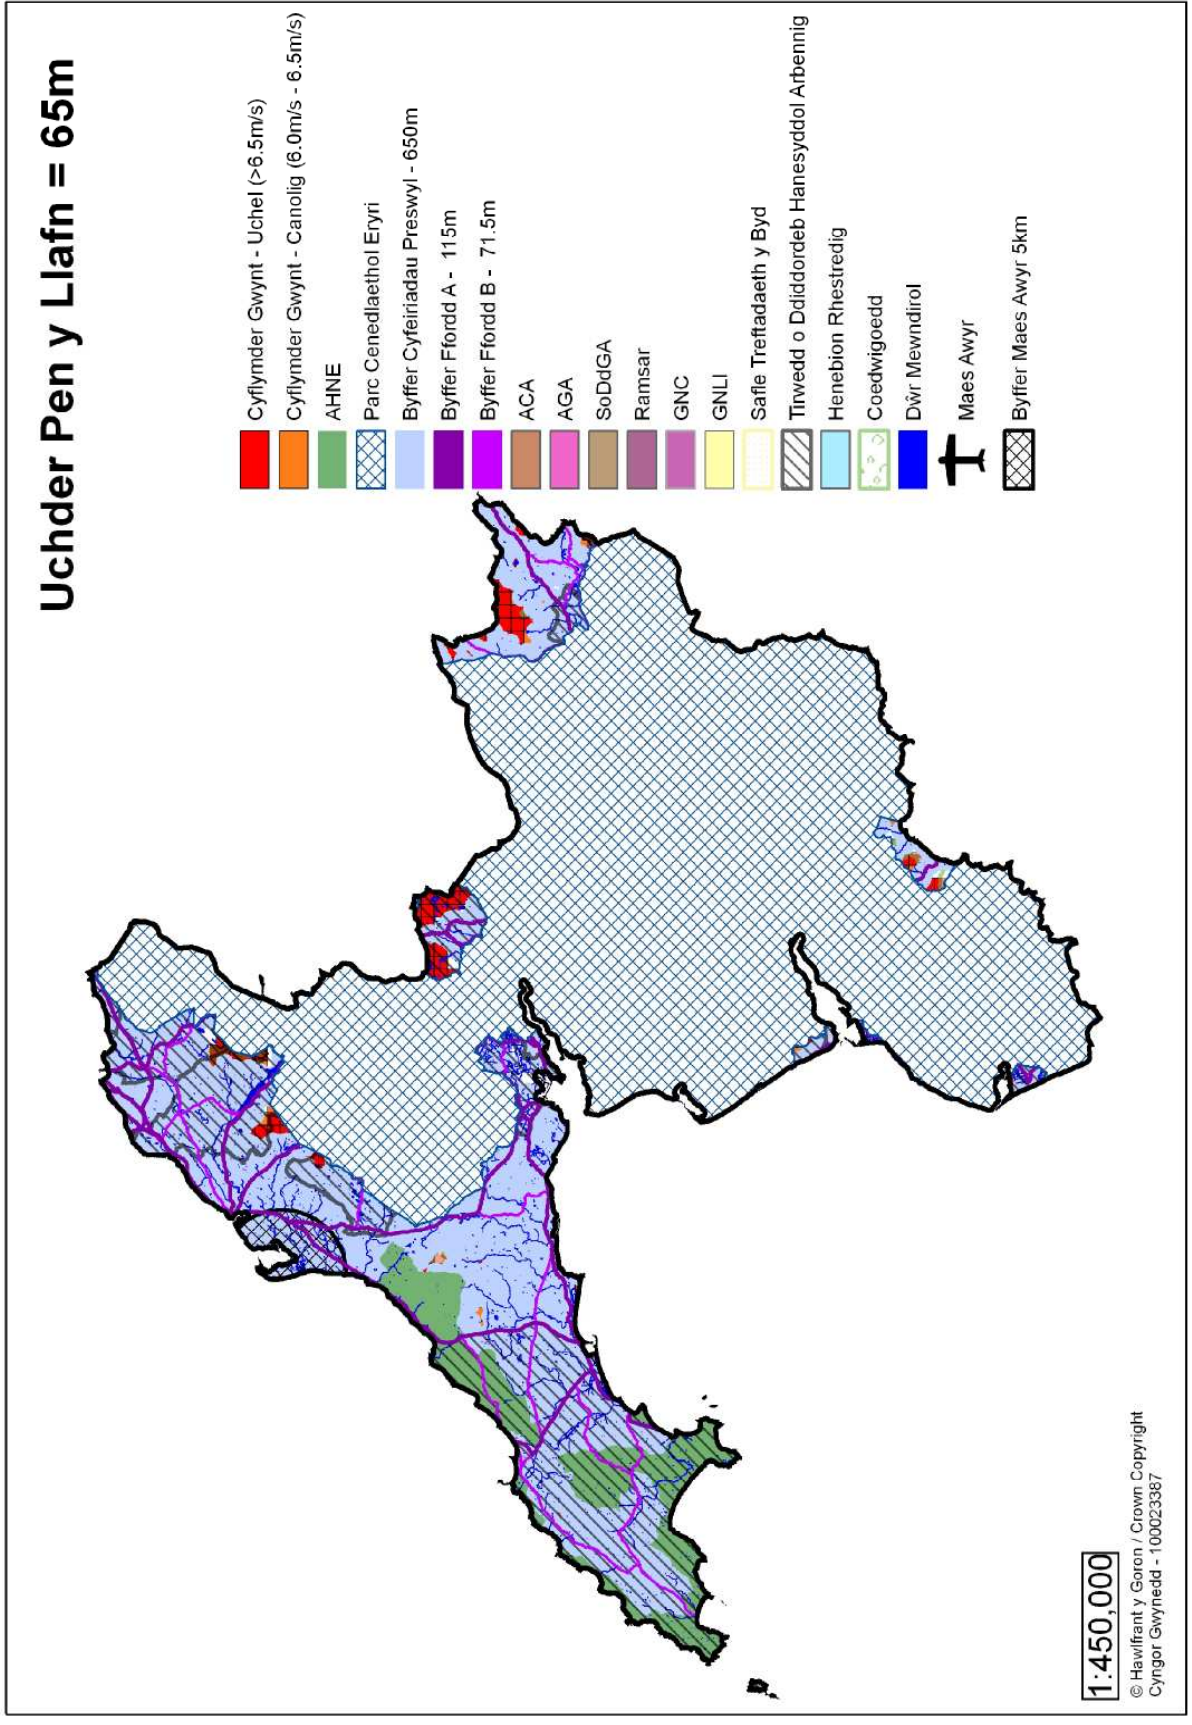 Uchder Pen y Llafn = 65m
Cyflymder Gwynt - Uchel (>6.5m/s)
Cyflymder Gwynt - Canolig (6.0m/s - 6.5m/s)
AHNE
Parc Cenedlaethol Eryri
Byffer Cyfeiriadau Preswyl - 650m
Byffer Ffordd A - 115m
Byffer Ffordd B - 71.5m
ACA
AGA
SoDdGA
Ramsar
GNC
GNLI
Safle Treftadaeth y Byd
Tirwedd o Ddiddordeb Hanesyddol Arbennig
Henebion Rhestredig
Coedwigoedd
Dŵr Mewndirol
Maes Awyr
Byffer Maes Awyr 5km
1:450,000
© Hawlfraint y Goron / Crown Copyright
Cyngor Gwynedd - 100023387